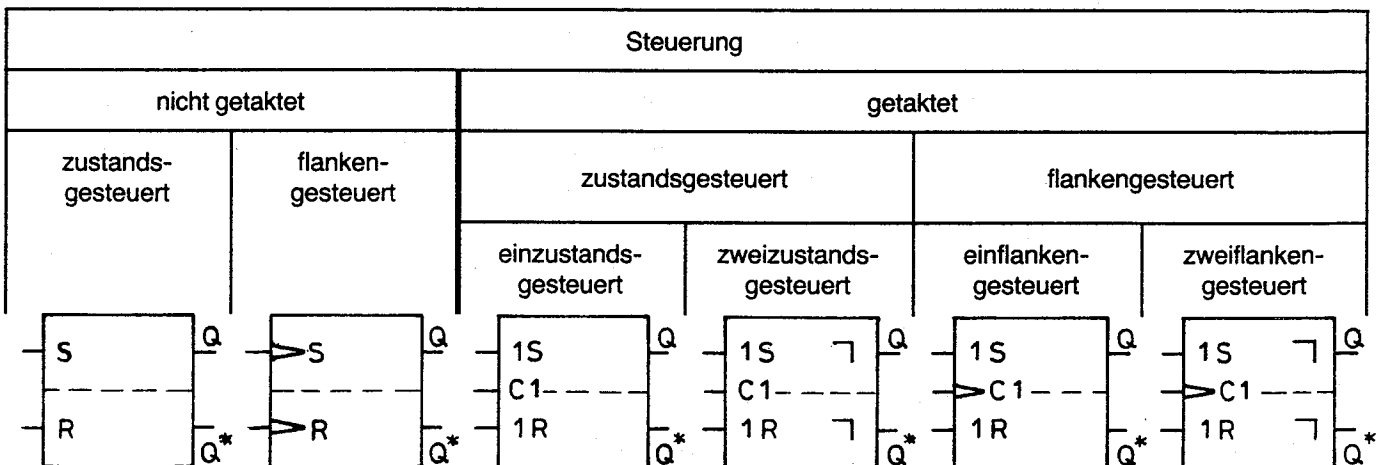 Steuerung
nicht getaktet
getaktet
zustands-
gesteuert
flanken-
gesteuert
zustandsgesteuert
flankengesteuert
einzustands-
gesteuert
zweizustands-
gesteuert
einflanken-
gesteuert
zweiflanken-
gesteuert
S Q
R Q*
S Q
R Q*
1S Q
C1
1R Q*
1S ┐ Q
C1
1R ┐ Q*
1S Q
C1
1R Q*
1S ┐ Q
C1
1R ┐ Q*